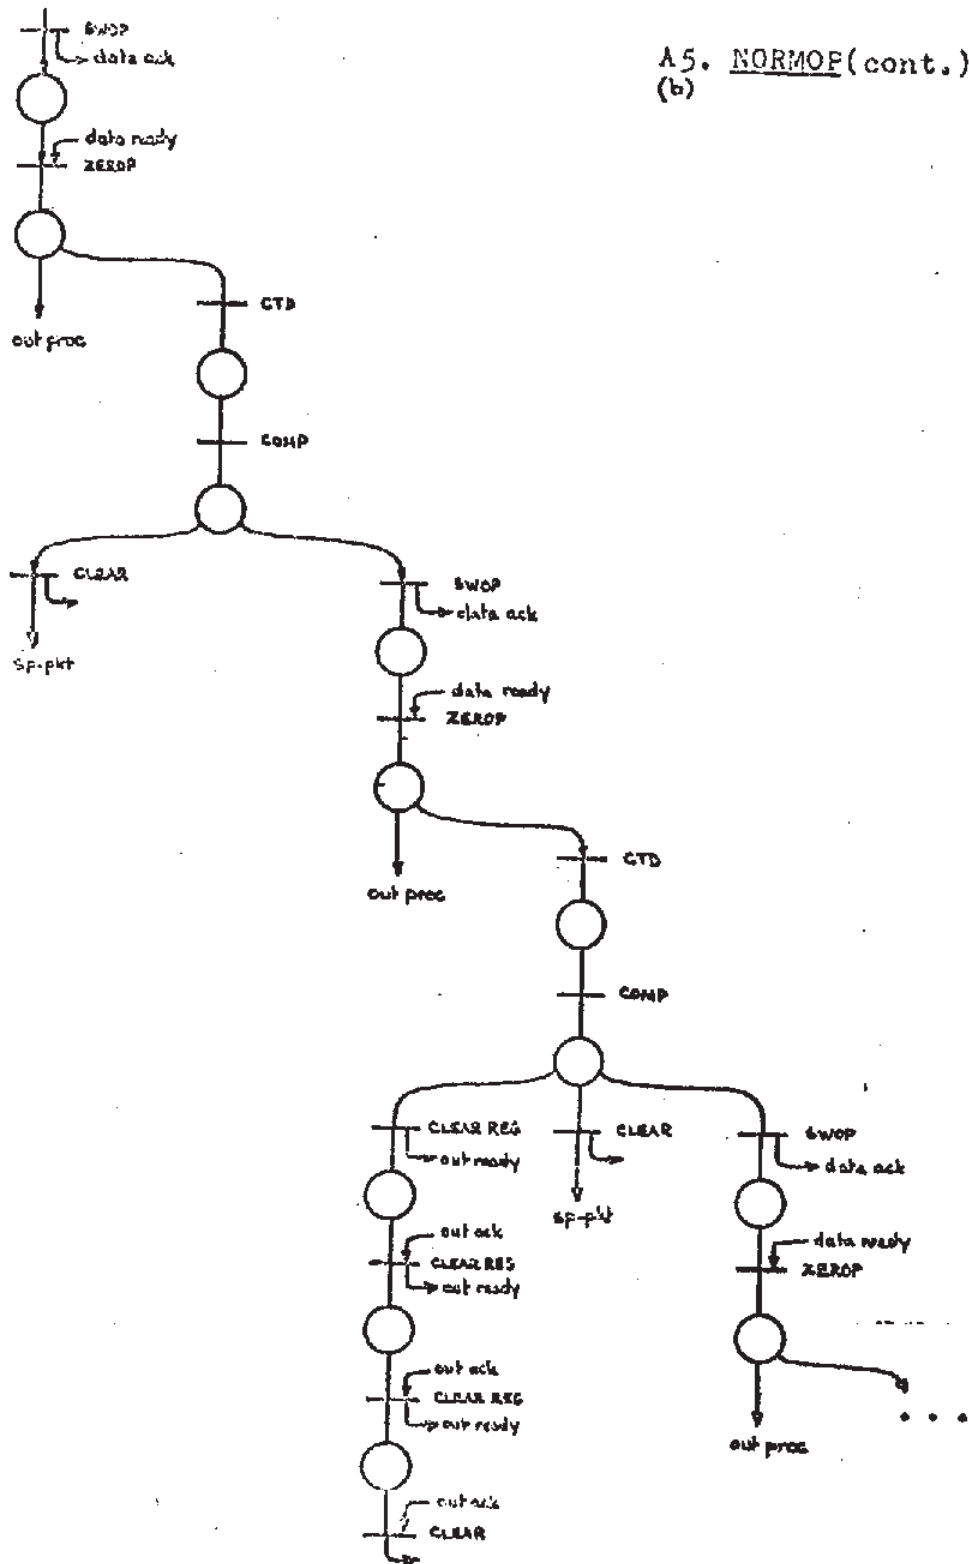 A5. NORMOP(cont.)
(b)
SWOP
data ack
data ready
ZEROP
out proc
CTD
COMP
CLEAR
sp-pkt
SWOP
data ack
data ready
ZEROP
out proc
CTD
COMP
CLEAR REG
out ready
CLEAR
sp-pkt
SWOP
data ack
out ack
CLEAR REG
out ready
data ready
ZEROP
out ack
CLEAR REG
out ready
out proc
out ack
CLEAR